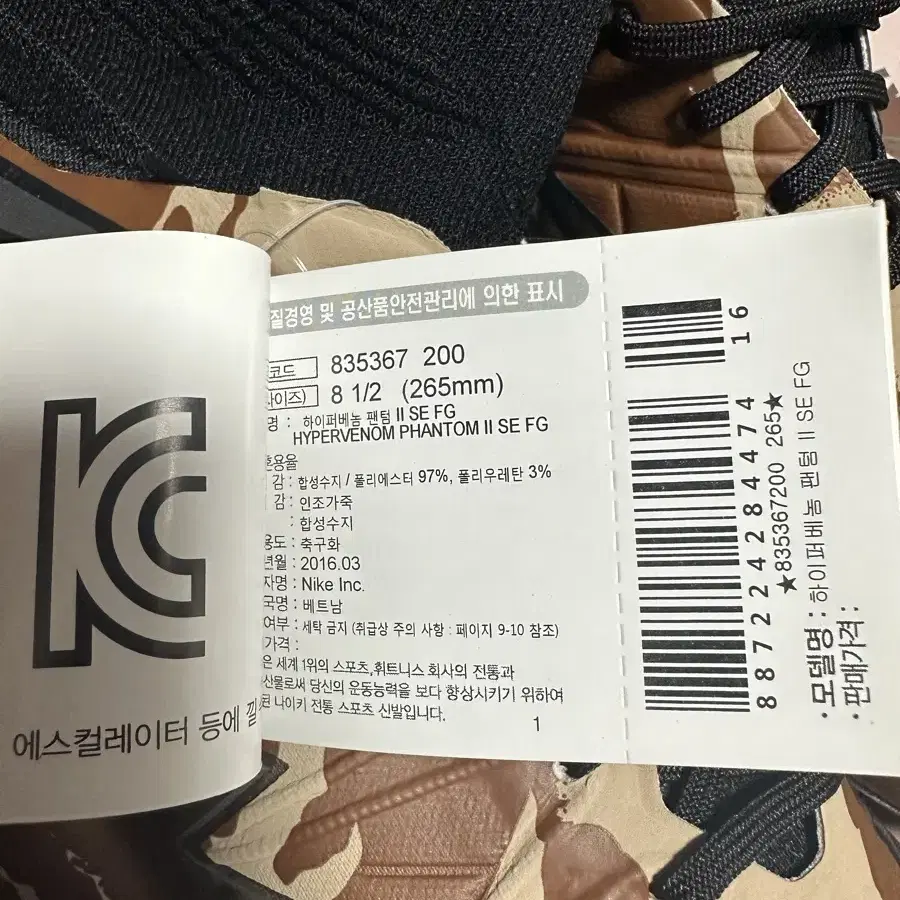 KC
에스컬레이터 등에
질경영 및 공산품안전관리에 의한 표시
코드 835367 200
사이즈) 8 1/2 (265mm)
명 : 하이퍼베놈 팬텀 II SE FG
HYPERVENOM PHANTOM II SE FG
혼용율
감 : 합성수지 / 폴리에스터 97%, 폴리우레탄 3%
감 : 인조가죽
: 합성수지
용도 : 축구화
년월 : 2016.03
자명 : Nike Inc.
국명 : 베트남
여부 : 세탁 금지 (취급상 주의 사항 : 페이지 9-10 참조)
가격 :
은 세계 1위의 스포츠,휘트니스 회사의 전통과
산물로써 당신의 운동능력을 보다 향상시키기 위하여
된 나이키 전통 스포츠 신발입니다.
1
887224284474 16
★835367200 265★
·모델명 : 하이퍼베놈 팬텀 II SE FG
·판매가격 :